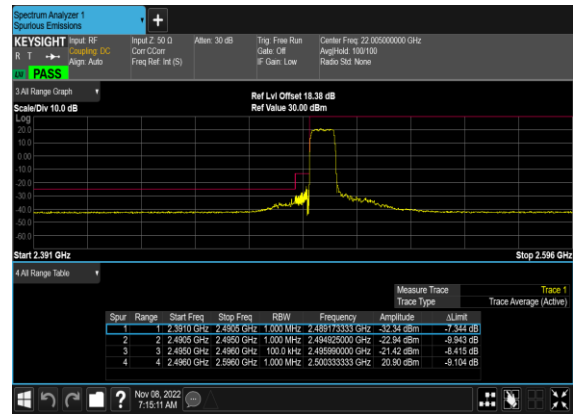 Spectrum Analyzer 1
Spurious Emissions
KEYSIGHT Input: RF Input Z: 50 Ω Atten: 30 dB Trig: Free Run Center Freq: 22.005000000 GHz
R T Coupling: DC Corr CCorr Gate: Off Avg|Hold: 100/100
Align: Auto Freq Ref: Int (S) IF Gain: Low Radio Std: None
PASS
3 All Range Graph
Ref Lvl Offset 18.38 dB
Scale/Div 10.0 dB Ref Value 30.00 dBm
Log
20.0
10.0
0.00
-10.0
-20.0
-30.0
-40.0
-50.0
-60.0
Start 2.391 GHz Stop 2.596 GHz
4 All Range Table
Measure Trace Trace 1
Trace Type Trace Average (Active)
Spur Range Start Freq Stop Freq RBW Frequency Amplitude ΔLimit
1 1 2.3910 GHz 2.4905 GHz 1.000 MHz 2.489173333 GHz -32.34 dBm -7.344 dB
2 2 2.4905 GHz 2.4950 GHz 1.000 MHz 2.494925000 GHz -22.94 dBm -9.943 dB
3 3 2.4950 GHz 2.4960 GHz 100.0 kHz 2.495990000 GHz -21.42 dBm -8.415 dB
4 4 2.4960 GHz 2.5960 GHz 1.000 MHz 2.500333333 GHz 20.90 dBm -9.104 dB
Nov 08, 2022
7:15:11 AM